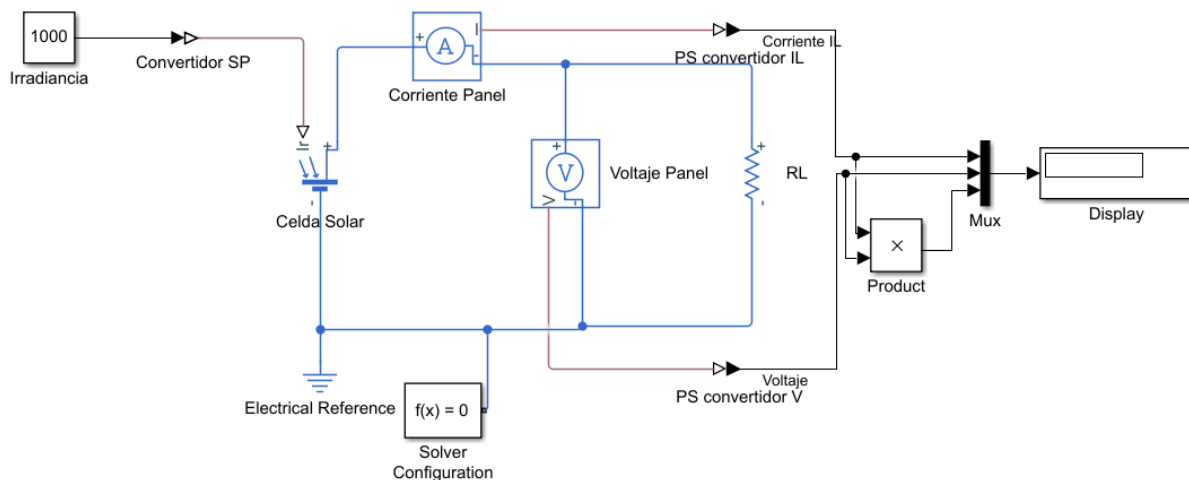 1000
Irradiancia
Convertidor SP
Ir
+
-
Celda Solar
+
A
I
-
Corriente Panel
PS convertidor IL
Corriente IL
+
V
V
-
Voltaje Panel
+
-
RL
Mux
×
Product
Display
Electrical Reference
f(x) = 0
Solver
Configuration
PS convertidor V
Voltaje